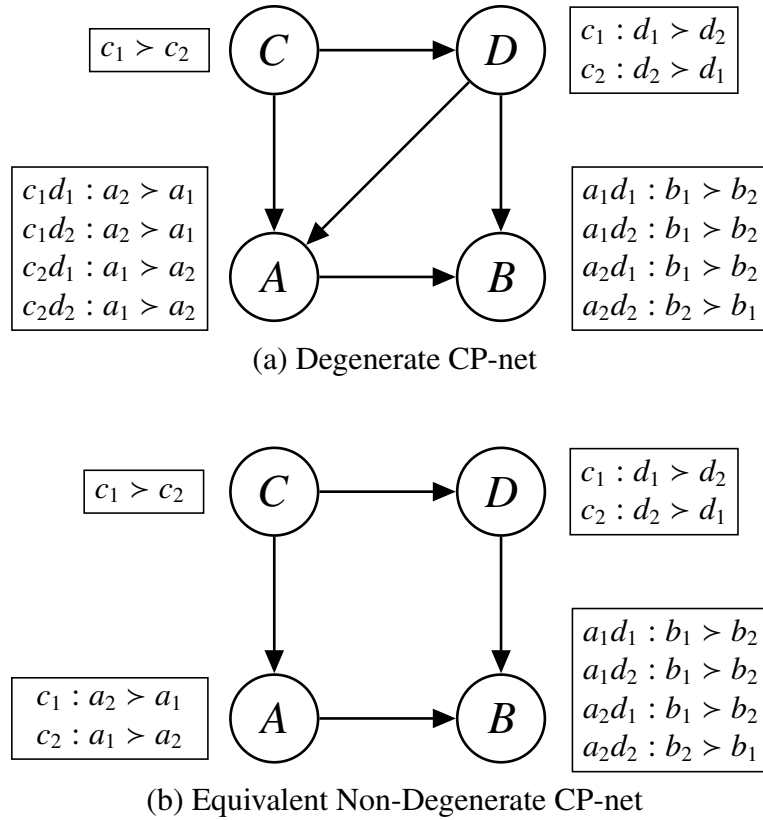 c₁ ≻ c₂
C
D
c₁ : d₁ ≻ d₂
c₂ : d₂ ≻ d₁
c₁d₁ : a₂ ≻ a₁
c₁d₂ : a₂ ≻ a₁
c₂d₁ : a₁ ≻ a₂
c₂d₂ : a₁ ≻ a₂
A
B
a₁d₁ : b₁ ≻ b₂
a₁d₂ : b₁ ≻ b₂
a₂d₁ : b₁ ≻ b₂
a₂d₂ : b₂ ≻ b₁
(a) Degenerate CP-net
c₁ ≻ c₂
C
D
c₁ : d₁ ≻ d₂
c₂ : d₂ ≻ d₁
c₁ : a₂ ≻ a₁
c₂ : a₁ ≻ a₂
A
B
a₁d₁ : b₁ ≻ b₂
a₁d₂ : b₁ ≻ b₂
a₂d₁ : b₁ ≻ b₂
a₂d₂ : b₂ ≻ b₁
(b) Equivalent Non-Degenerate CP-net